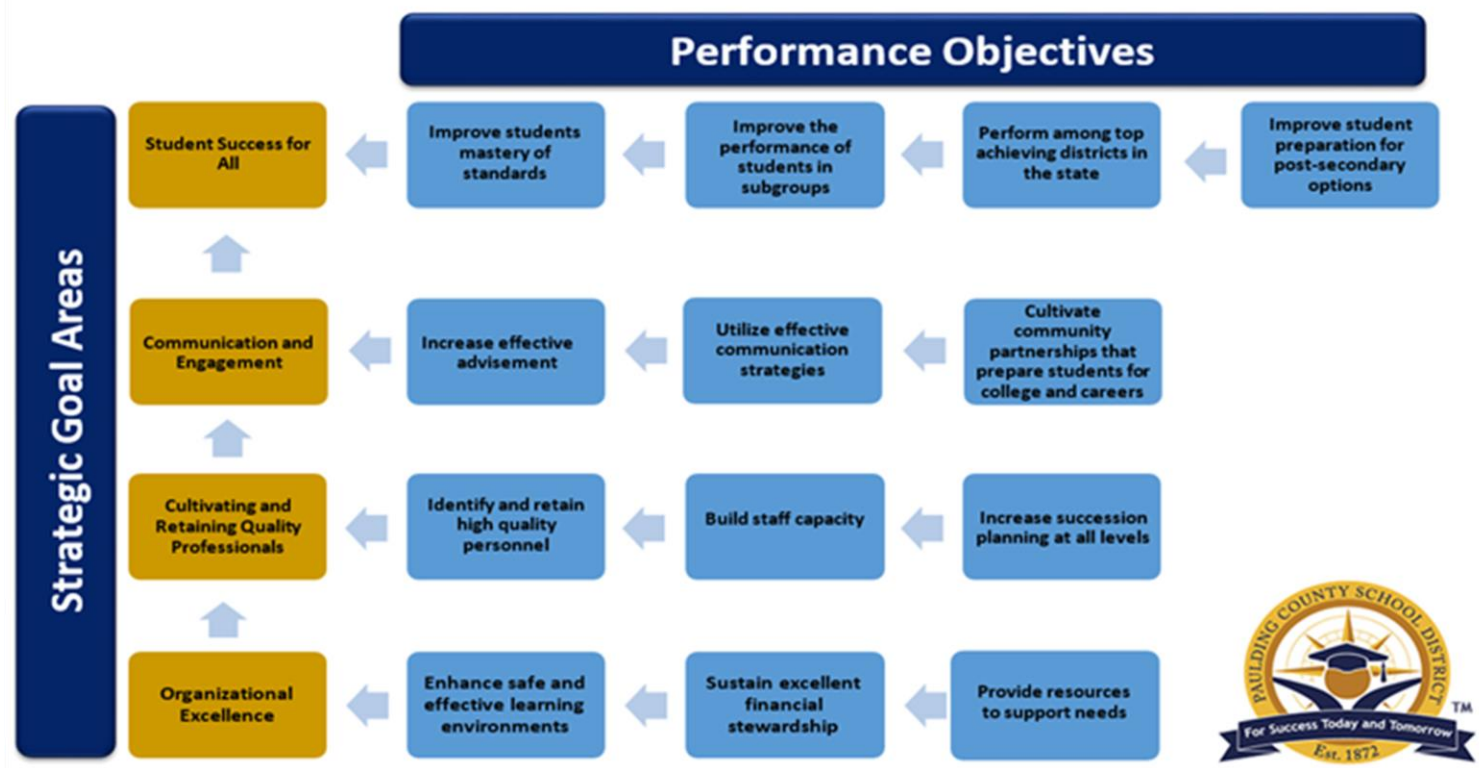 Performance Objectives
Strategic Goal Areas
Student Success for
All
Improve students
mastery of
standards
Improve the
performance of
students in
subgroups
Perform among top
achieving districts in
the state
Improve student
preparation for
post-secondary
options
Communication and
Engagement
Increase effective
advisement
Utilize effective
communication
strategies
Cultivate
community
partnerships that
prepare students for
college and careers
Cultivating and
Retaining Quality
Professionals
Identify and retain
high quality
personnel
Build staff capacity
Increase succession
planning at all levels
Organizational
Excellence
Enhance safe and
effective learning
environments
Sustain excellent
financial
stewardship
Provide resources
to support needs
PAULDING COUNTY SCHOOL DISTRICT
For Success Today and Tomorrow
TM
Est. 1872